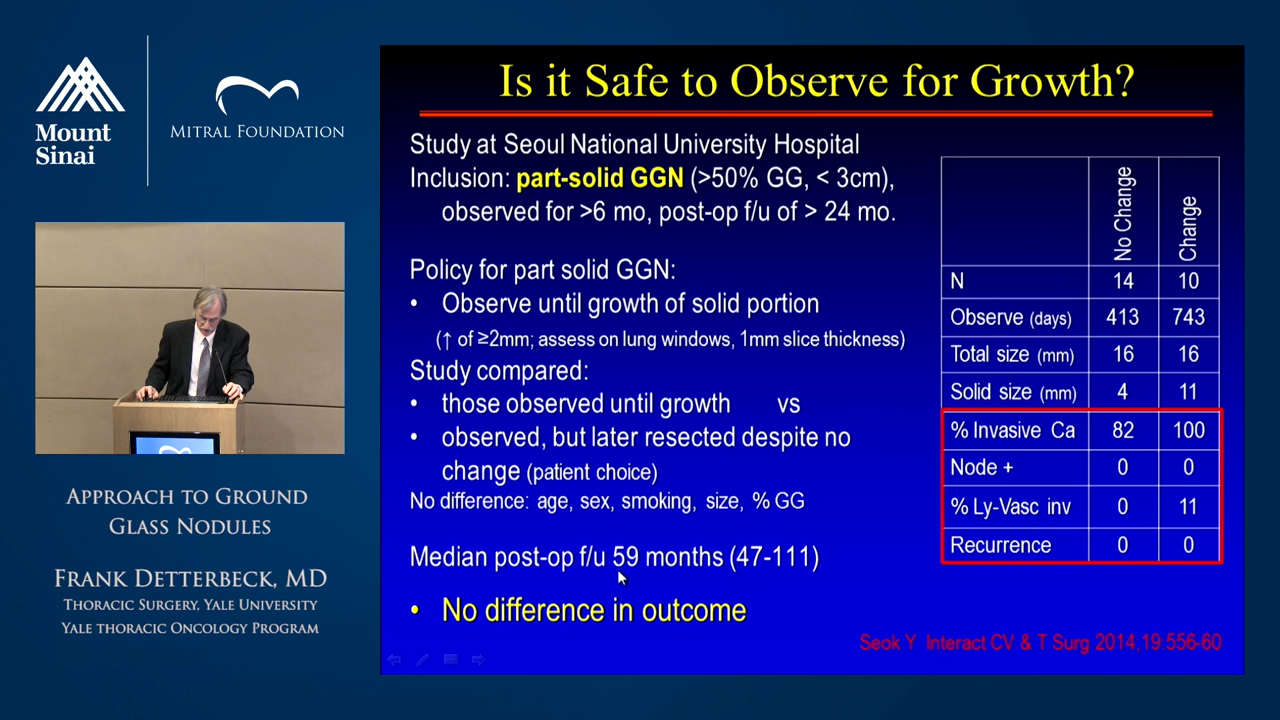 Mount
Sinai
MITRAL FOUNDATION
APPROACH TO GROUND
GLASS NODULES
FRANK DETTERBECK, MD
THORACIC SURGERY, YALE UNIVERSITY
YALE THORACIC ONCOLOGY PROGRAM
Is it Safe to Observe for Growth?
Study at Seoul National University Hospital
Inclusion: part-solid GGN (>50% GG, < 3cm),
observed for >6 mo, post-op f/u of > 24 mo.
Policy for part solid GGN:
• Observe until growth of solid portion
(↑ of ≥2mm; assess on lung windows, 1mm slice thickness)
Study compared:
• those observed until growth vs
• observed, but later resected despite no
change (patient choice)
No difference: age, sex, smoking, size, % GG
Median post-op f/u 59 months (47-111)
• No difference in outcome
No Change Change
N 14 10
Observe (days) 413 743
Total size (mm) 16 16
Solid size (mm) 4 11
% Invasive Ca 82 100
Node + 0 0
% Ly-Vasc inv 0 11
Recurrence 0 0
Seok Y Interact CV & T Surg 2014,19:556-60